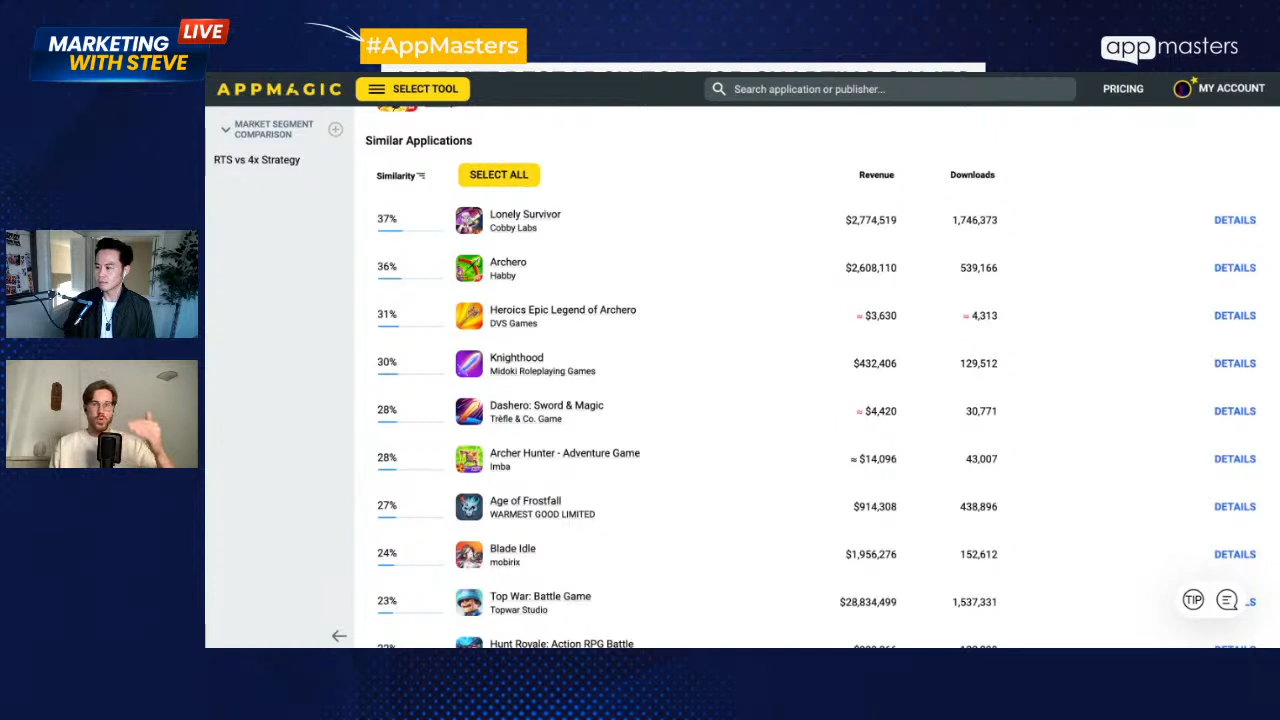 MARKETING LIVE
WITH STEVE
#AppMasters
appmasters
APPMAGIC
SELECT TOOL
Search application or publisher...
PRICING
MY ACCOUNT
MARKET SEGMENT
COMPARISON
RTS vs 4x Strategy
Similar Applications
Similarity
SELECT ALL
Revenue
Downloads
37%
Lonely Survivor
Cobby Labs
$2,774,519
1,746,373
DETAILS
36%
Archero
Habby
$2,608,110
539,166
DETAILS
31%
Heroics Epic Legend of Archero
DVS Games
≈ $3,630
≈ 4,313
DETAILS
30%
Knighthood
Midoki Roleplaying Games
$432,406
129,512
DETAILS
28%
Dashero: Sword & Magic
Trèfle & Co. Game
≈ $4,420
30,771
DETAILS
28%
Archer Hunter - Adventure Game
Imba
≈ $14,096
43,007
DETAILS
27%
Age of Frostfall
WARMEST GOOD LIMITED
$914,308
438,896
DETAILS
24%
Blade Idle
mobirix
$1,956,276
152,612
DETAILS
23%
Top War: Battle Game
Topwar Studio
$28,834,499
1,537,331
TIP
Hunt Royale: Action RPG Battle